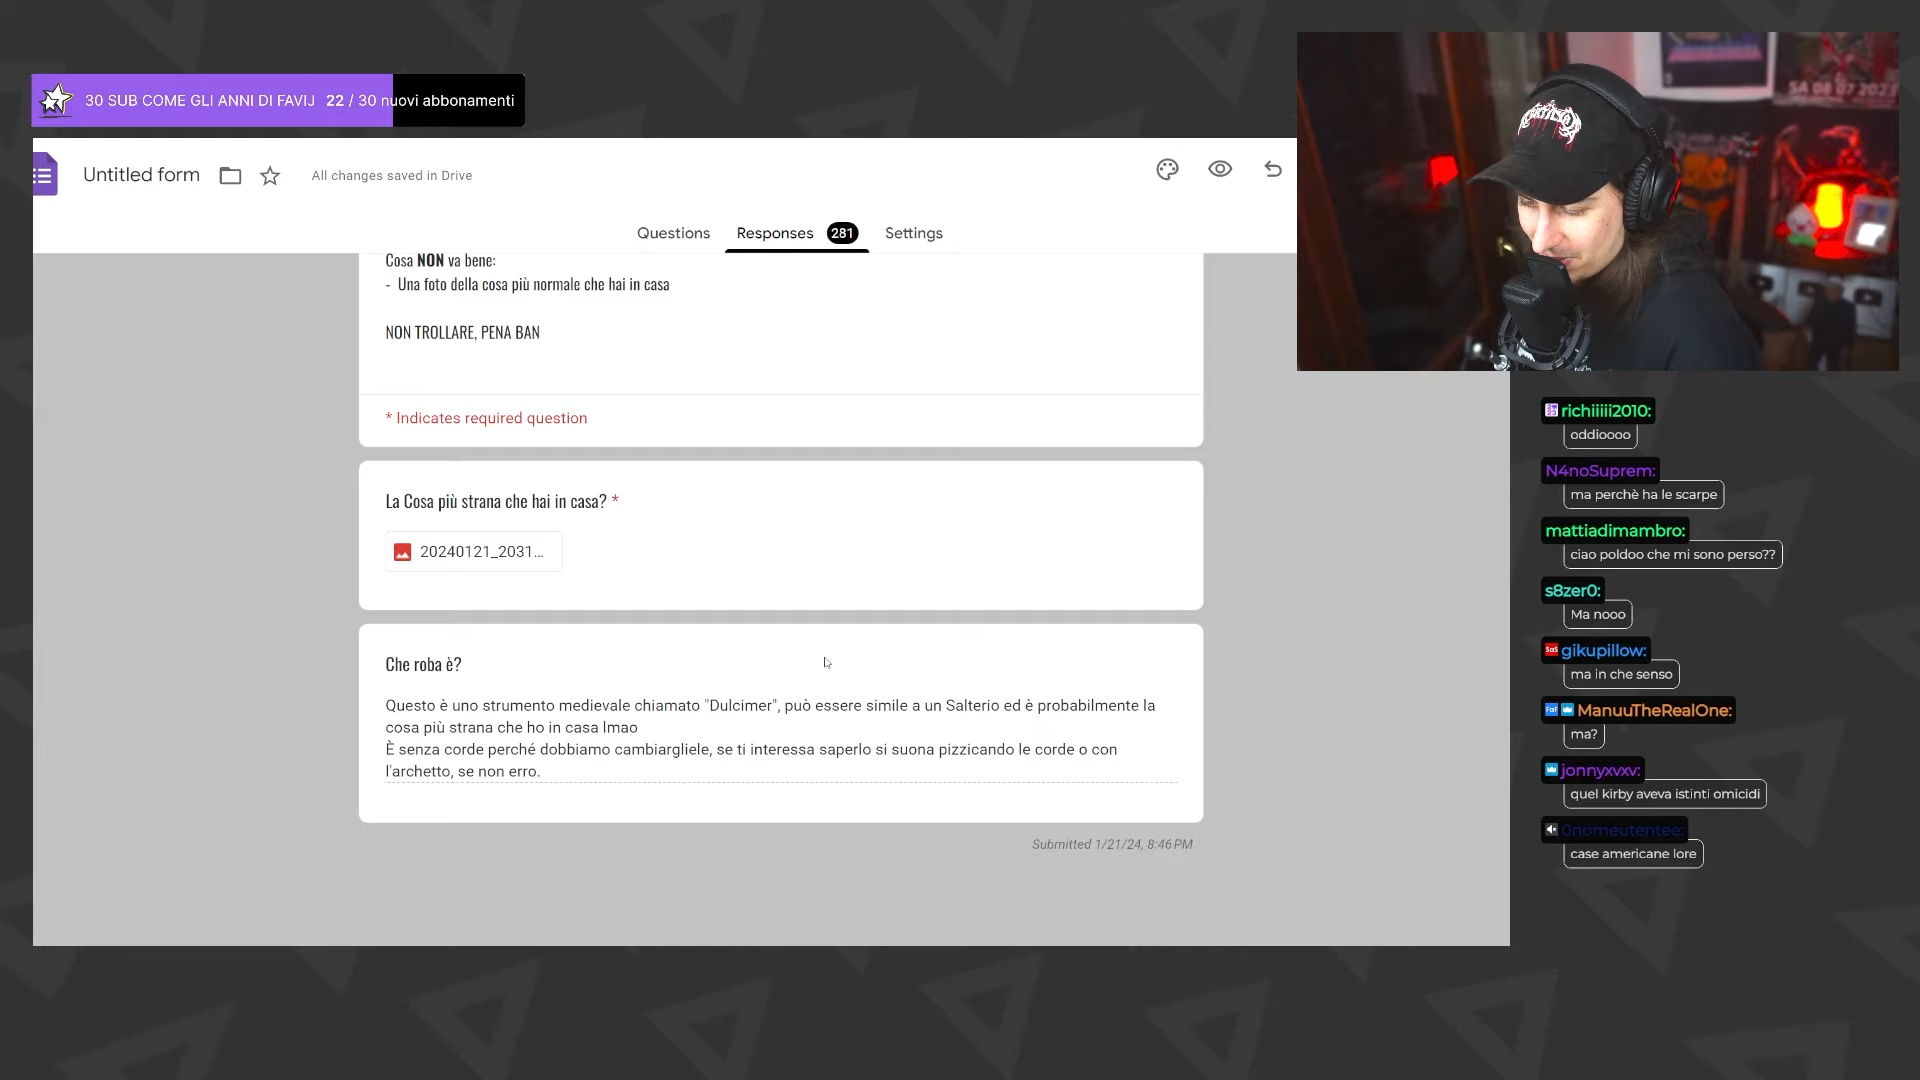 30 SUB COME GLI ANNI DI FAVIJ 22 / 30 nuovi abbonamenti
SA 08 07 2023
Untitled form
All changes saved in Drive
Questions
Responses 281
Settings
Cosa NON va bene:
- Una foto della cosa più normale che hai in casa
NON TROLLARE, PENA BAN
* Indicates required question
La Cosa più strana che hai in casa? *
20240121_2031...
Che roba è?
Questo è uno strumento medievale chiamato "Dulcimer", può essere simile a un Salterio ed è probabilmente la
cosa più strana che ho in casa lmao
È senza corde perché dobbiamo cambiargliele, se ti interessa saperlo si suona pizzicando le corde o con
l'archetto, se non erro.
Submitted 1/21/24, 8:46 PM
richiiiii2010:
oddioooo
N4noSuprem:
ma perchè ha le scarpe
mattiadimambro:
ciao poldoo che mi sono perso??
s8zer0:
Ma nooo
gikupillow:
ma in che senso
ManuuTheRealOne:
ma?
jonnyxvxv:
quel kirby aveva istinti omicidi
0nomeutentee:
case americane lore